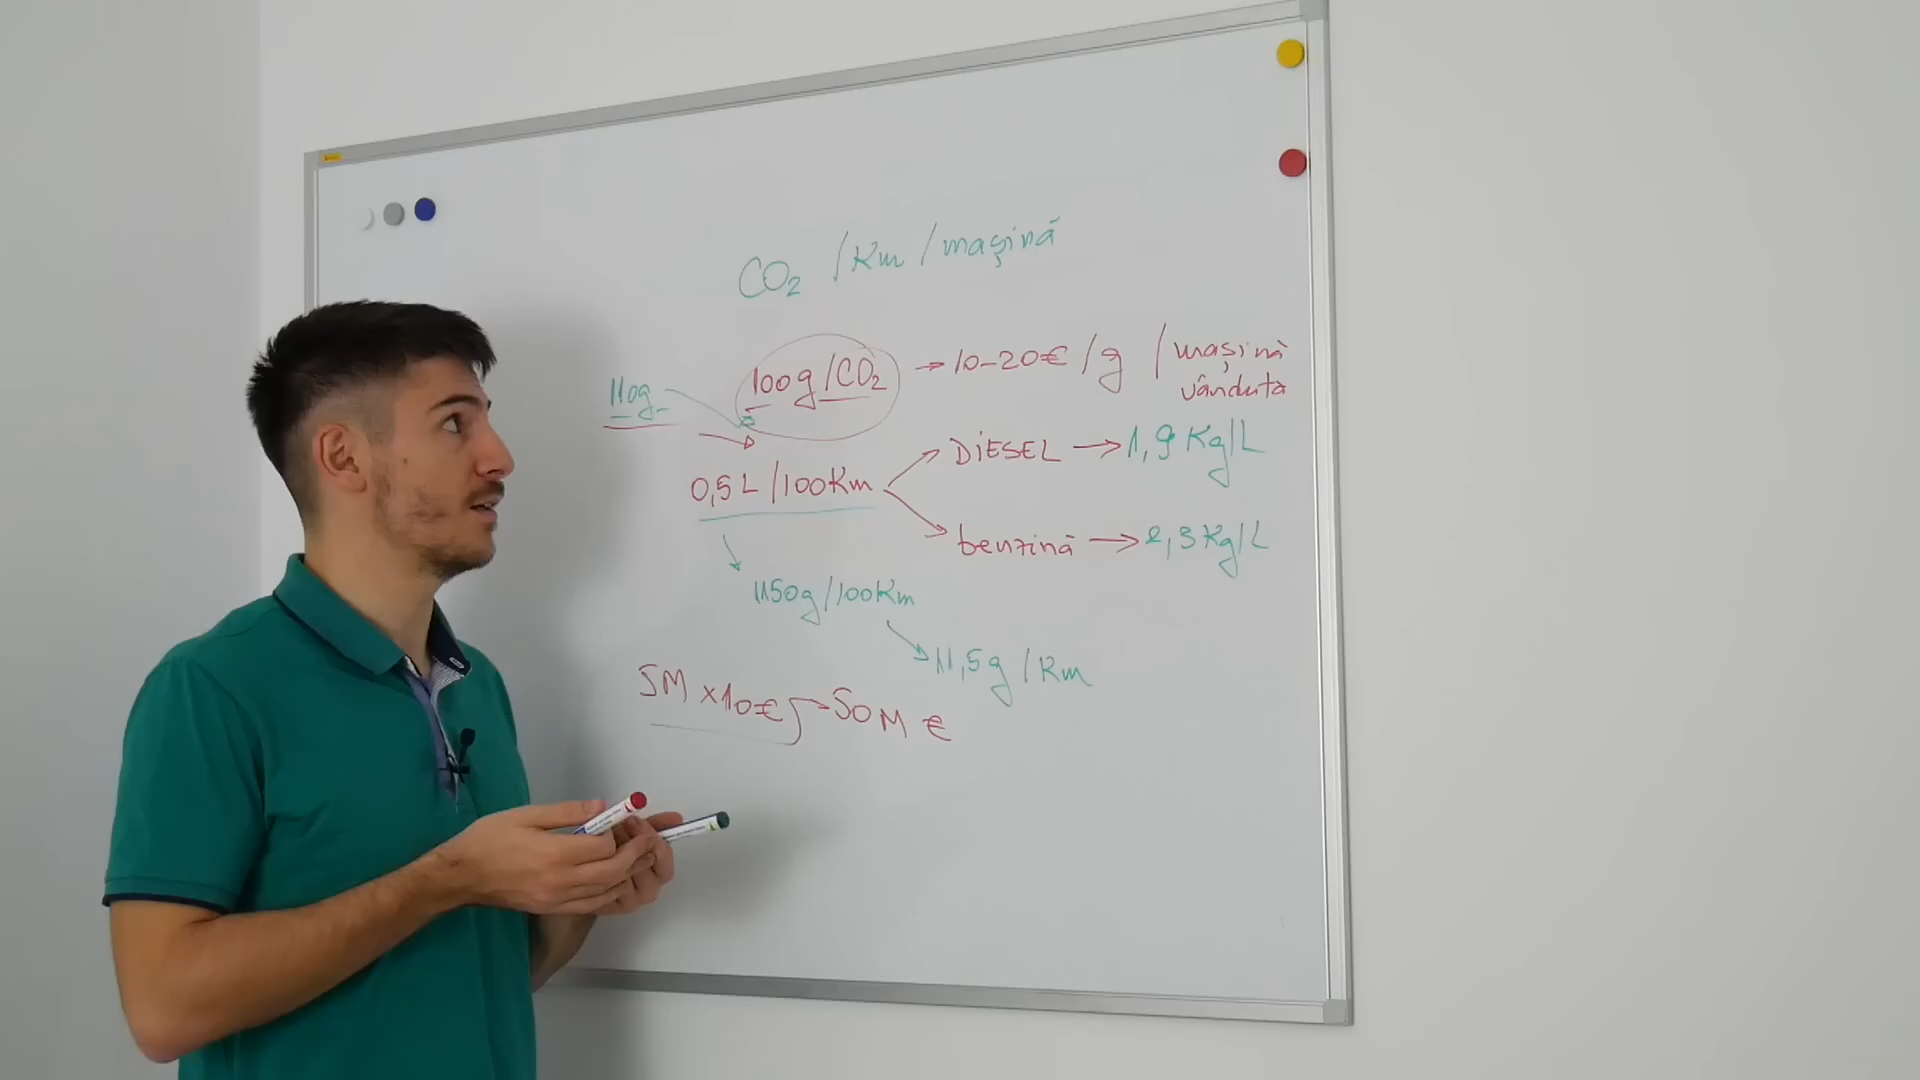 CO2 /Km /mașină
110g 100g/CO2 → 10-20€ /g /mașină vândută
0,5 L /100Km
DiESEL → 1,9 Kg/L
benzină → 2,3 Kg/L
1150g/100Km
11,5g /Km
5M x10€ → 50M €